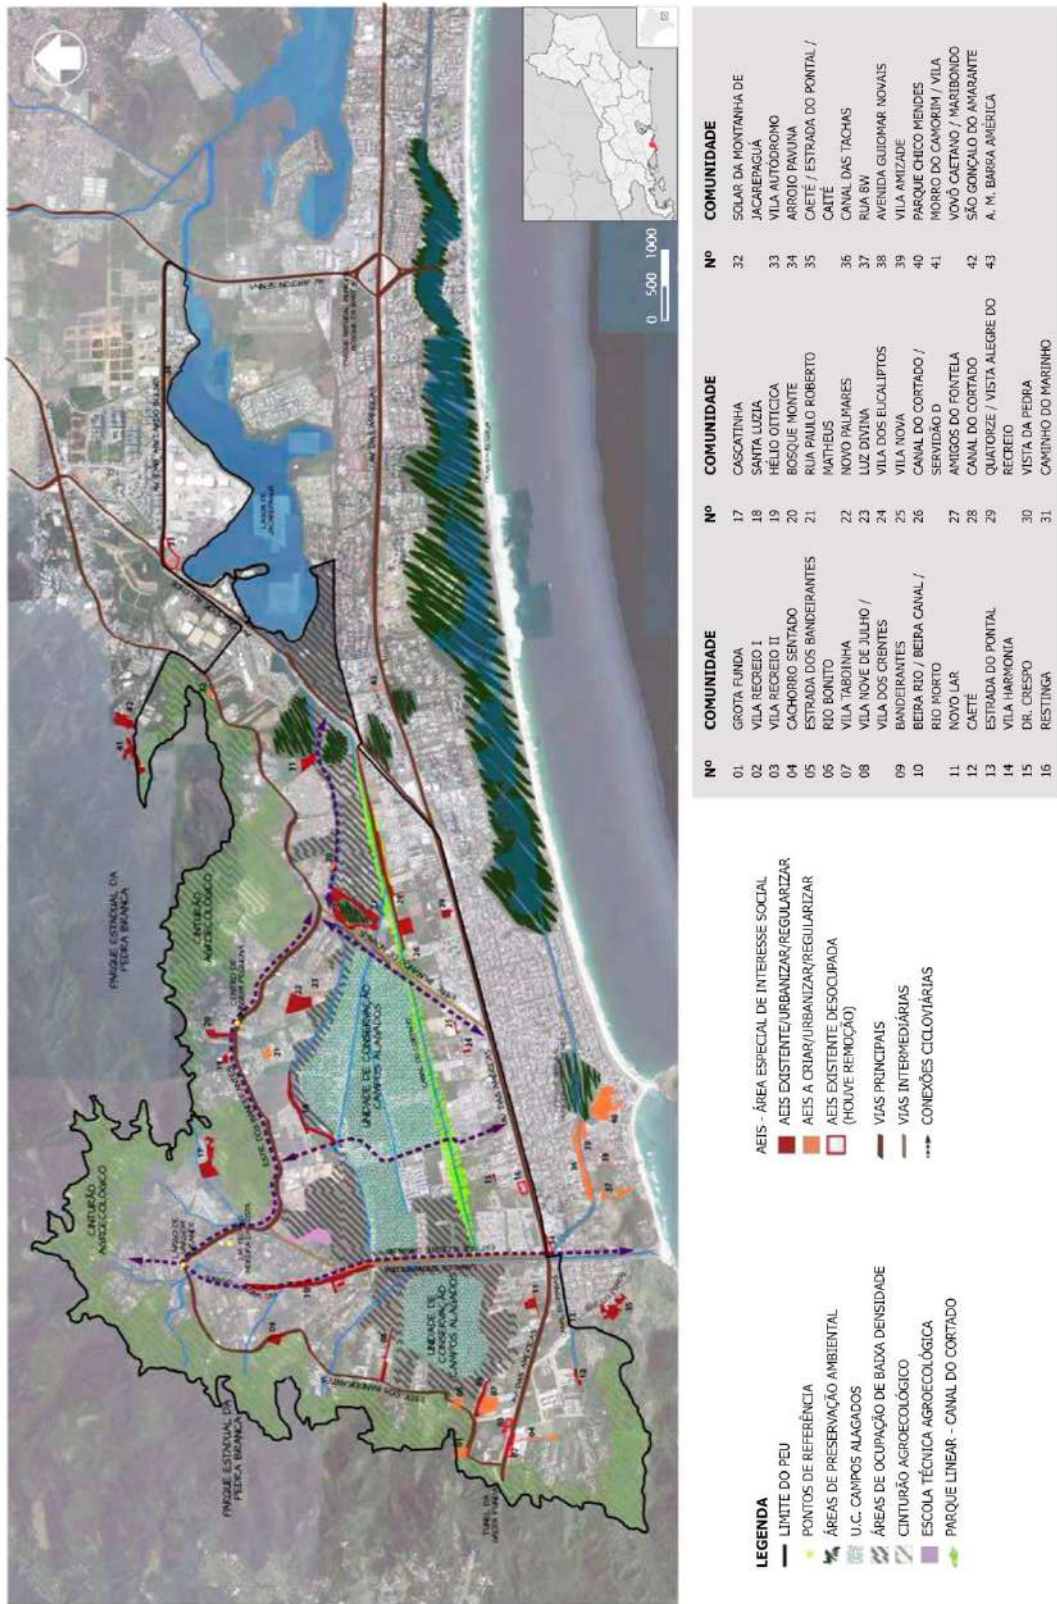 PARQUE ESTADUAL DA
PEDRA BRANCA
CINTURÃO
AGROECOLÓGICO
PARQUE ESTADUAL DA
PEDRA BRANCA
CINTURÃO
AGROECOLÓGICO
UNIDADE DE CONSERVAÇÃO
CAMPOS ALAGADOS
UNIDADE DE
CONSERVAÇÃO
CAMPOS ALAGADOS
LAGOA DE
JACAREPAGUÁ
TÚNEL DA
GROTA FUNDA
0 500 1000
LEGENDA
LIMITE DO PEU
PONTOS DE REFERÊNCIA
ÁREAS DE PRESERVAÇÃO AMBIENTAL
U.C. CAMPOS ALAGADOS
ÁREAS DE OCUPAÇÃO DE BAIXA DENSIDADE
CINTURÃO AGROECOLÓGICO
ESCOLA TÉCNICA AGROECOLÓGICA
PARQUE LINEAR - CANAL DO CORTADO
AEIS - ÁREA ESPECIAL DE INTERESSE SOCIAL
AEIS EXISTENTE/URBANIZAR/REGULARIZAR
AEIS A CRIAR/URBANIZAR/REGULARIZAR
AEIS EXISTENTE DESOCUPADA
(HOUVE REMOÇÃO)
VIAS PRINCIPAIS
VIAS INTERMEDIÁRIAS
CONEXÕES CICLOVIÁRIAS
Nº COMUNIDADE
01 GROTA FUNDA
02 VILA RECREIO I
03 VILA RECREIO II
04 CACHORRO SENTADO
05 ESTRADA DOS BANDEIRANTES
06 RIO BONITO
07 VILA TABOINHA
08 VILA NOVE DE JULHO /
VILA DOS CRENTES
09 BANDEIRANTES
10 BEIRA RIO / BEIRA CANAL /
RIO MORTO
11 NOVO LAR
12 CAETÉ
13 ESTRADA DO PONTAL
14 VILA HARMONIA
15 DR. CRESPO
16 RESTINGA
Nº COMUNIDADE
17 CASCATINHA
18 SANTA LUZIA
19 HÉLIO OITICICA
20 BOSQUE MONTE
21 RUA PAULO ROBERTO
MATHEUS
22 NOVO PALMARES
23 LUZ DIVINA
24 VILA DOS EUCALIPTOS
25 VILA NOVA
26 CANAL DO CORTADO /
SERVIDÃO D
27 AMIGOS DO FONTELA
28 CANAL DO CORTADO
29 QUATORZE / VISTA ALEGRE DO
RECREIO
30 VISTA DA PEDRA
31 CAMINHO DO MARINHO
Nº COMUNIDADE
32 SOLAR DA MONTANHA DE
JACAREPAGUÁ
33 VILA AUTÓDROMO
34 ARROIO PAVUNA
35 CAETÉ / ESTRADA DO PONTAL /
CAITÉ
36 CANAL DAS TACHAS
37 RUA 8W
38 AVENIDA GUIOMAR NOVAIS
39 VILA AMIZADE
40 PARQUE CHICO MENDES
41 MORRO DO CAMORIM / VILA
VOVÔ CAETANO / MARIBONDO
42 SÃO GONÇALO DO AMARANTE
43 A. M. BARRA AMÉRICA